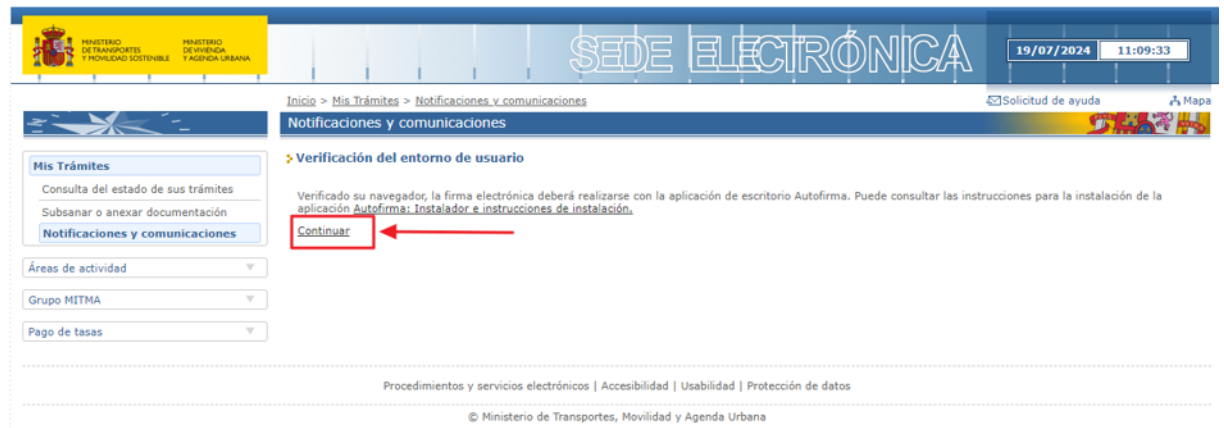 MINISTERIO
DE TRANSPORTES
Y MOVILIDAD SOSTENIBLE
MINISTERIO
DE VIVIENDA
Y AGENDA URBANA
SEDE ELECTRÓNICA
19/07/2024 11:09:33
Inicio > Mis Trámites > Notificaciones y comunicaciones
Solicitud de ayuda
Mapa
Notificaciones y comunicaciones
Mis Trámites
Consulta del estado de sus trámites
Subsanar o anexar documentación
Notificaciones y comunicaciones
Áreas de actividad
Grupo MITMA
Pago de tasas
Verificación del entorno de usuario
Verificado su navegador, la firma electrónica deberá realizarse con la aplicación de escritorio Autofirma. Puede consultar las instrucciones para la instalación de la
aplicación Autofirma: Instalador e instrucciones de instalación.
Continuar
Procedimientos y servicios electrónicos | Accesibilidad | Usabilidad | Protección de datos
© Ministerio de Transportes, Movilidad y Agenda Urbana